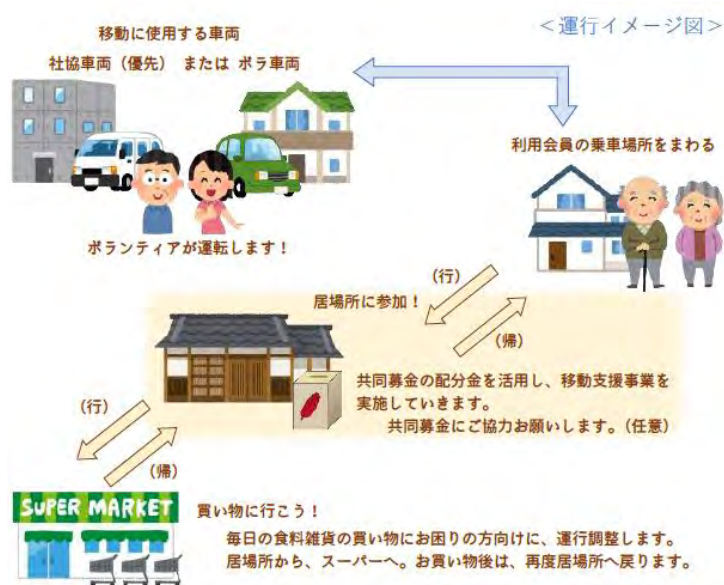 ＜運行イメージ図＞
移動に使用する車両
社協車両（優先） または ボラ車両
利用会員の乗車場所をまわる
ボランティアが運転します！
(行)
居場所に参加！
(帰)
共同募金の配分金を活用し、移動支援事業を
実施していきます。
共同募金にご協力お願いします。（任意）
(行)
(帰)
SUPER MARKET
買い物に行こう！
毎日の食料雑貨の買い物にお困りの方向けに、運行調整します。
居場所から、スーパーへ。お買い物後は、再度居場所へ戻ります。